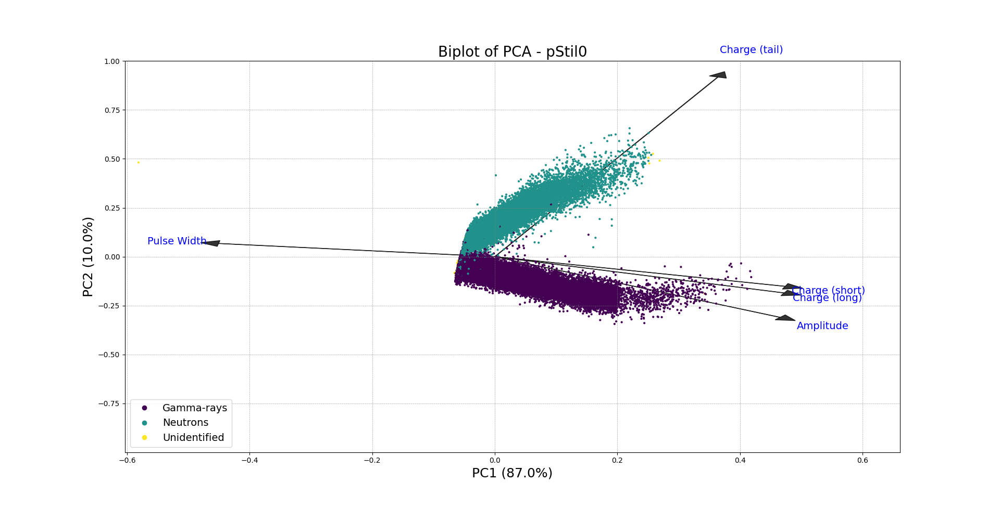 Charge (tail)
Biplot of PCA - pStil0
1.00
0.75
0.50
0.25
0.00
−0.25
−0.50
−0.75
PC2 (10.0%)
Pulse Width
Charge (short)
Charge (long)
Amplitude
Gamma-rays
Neutrons
Unidentified
−0.6 −0.4 −0.2 0.0 0.2 0.4 0.6
PC1 (87.0%)